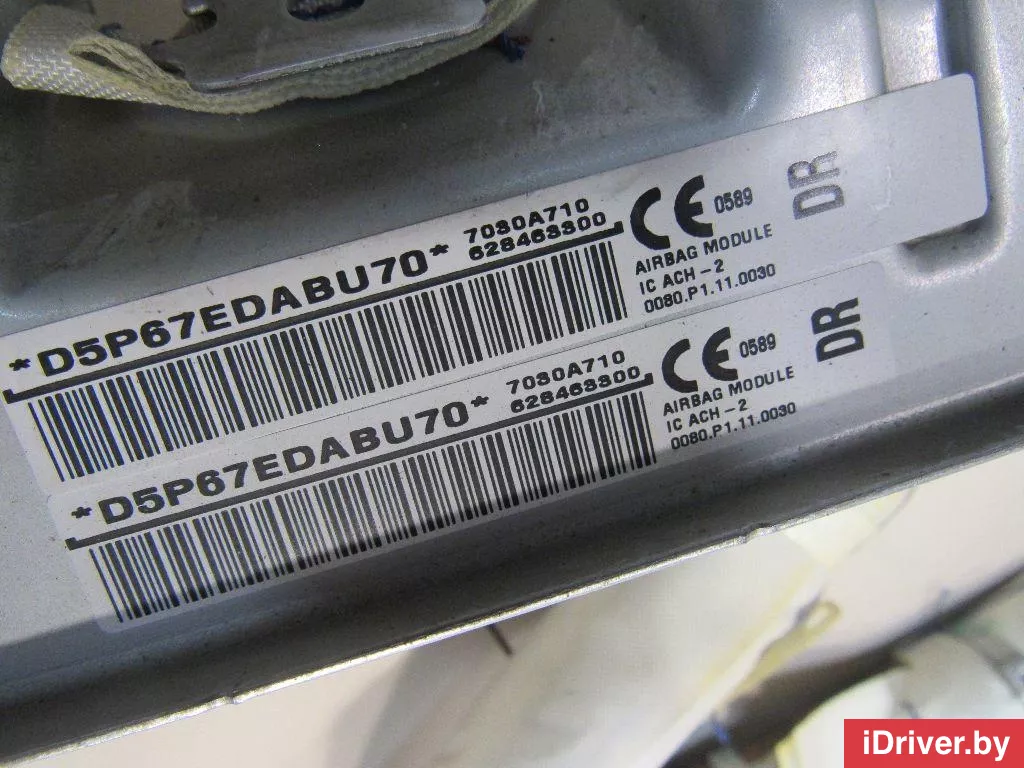 *D5P67EDABU70*
7030A710
628463300
CE 0589
AIRBAG MODULE
IC ACH-2
0080.P1.11.0030
DR
*D5P67EDABU70*
7030A710
628463300
CE 0589
AIRBAG MODULE
IC ACH-2
0080.P1.11.0030
DR
iDriver.by